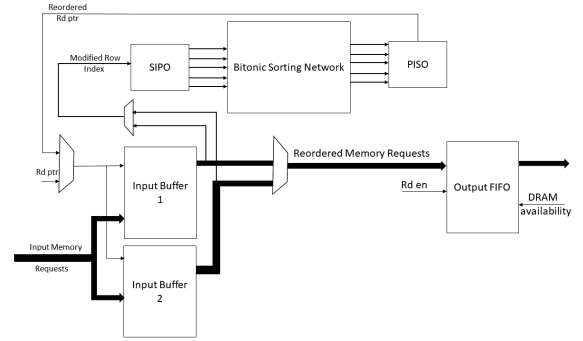 Reordered
Rd ptr
Modified Row
Index
SIPO
Bitonic Sorting Network
PISO
Reordered Memory Requests
Rd ptr
Input Buffer
1
Rd en
Output FIFO
DRAM
availability
Input Memory
Requests
Input Buffer
2